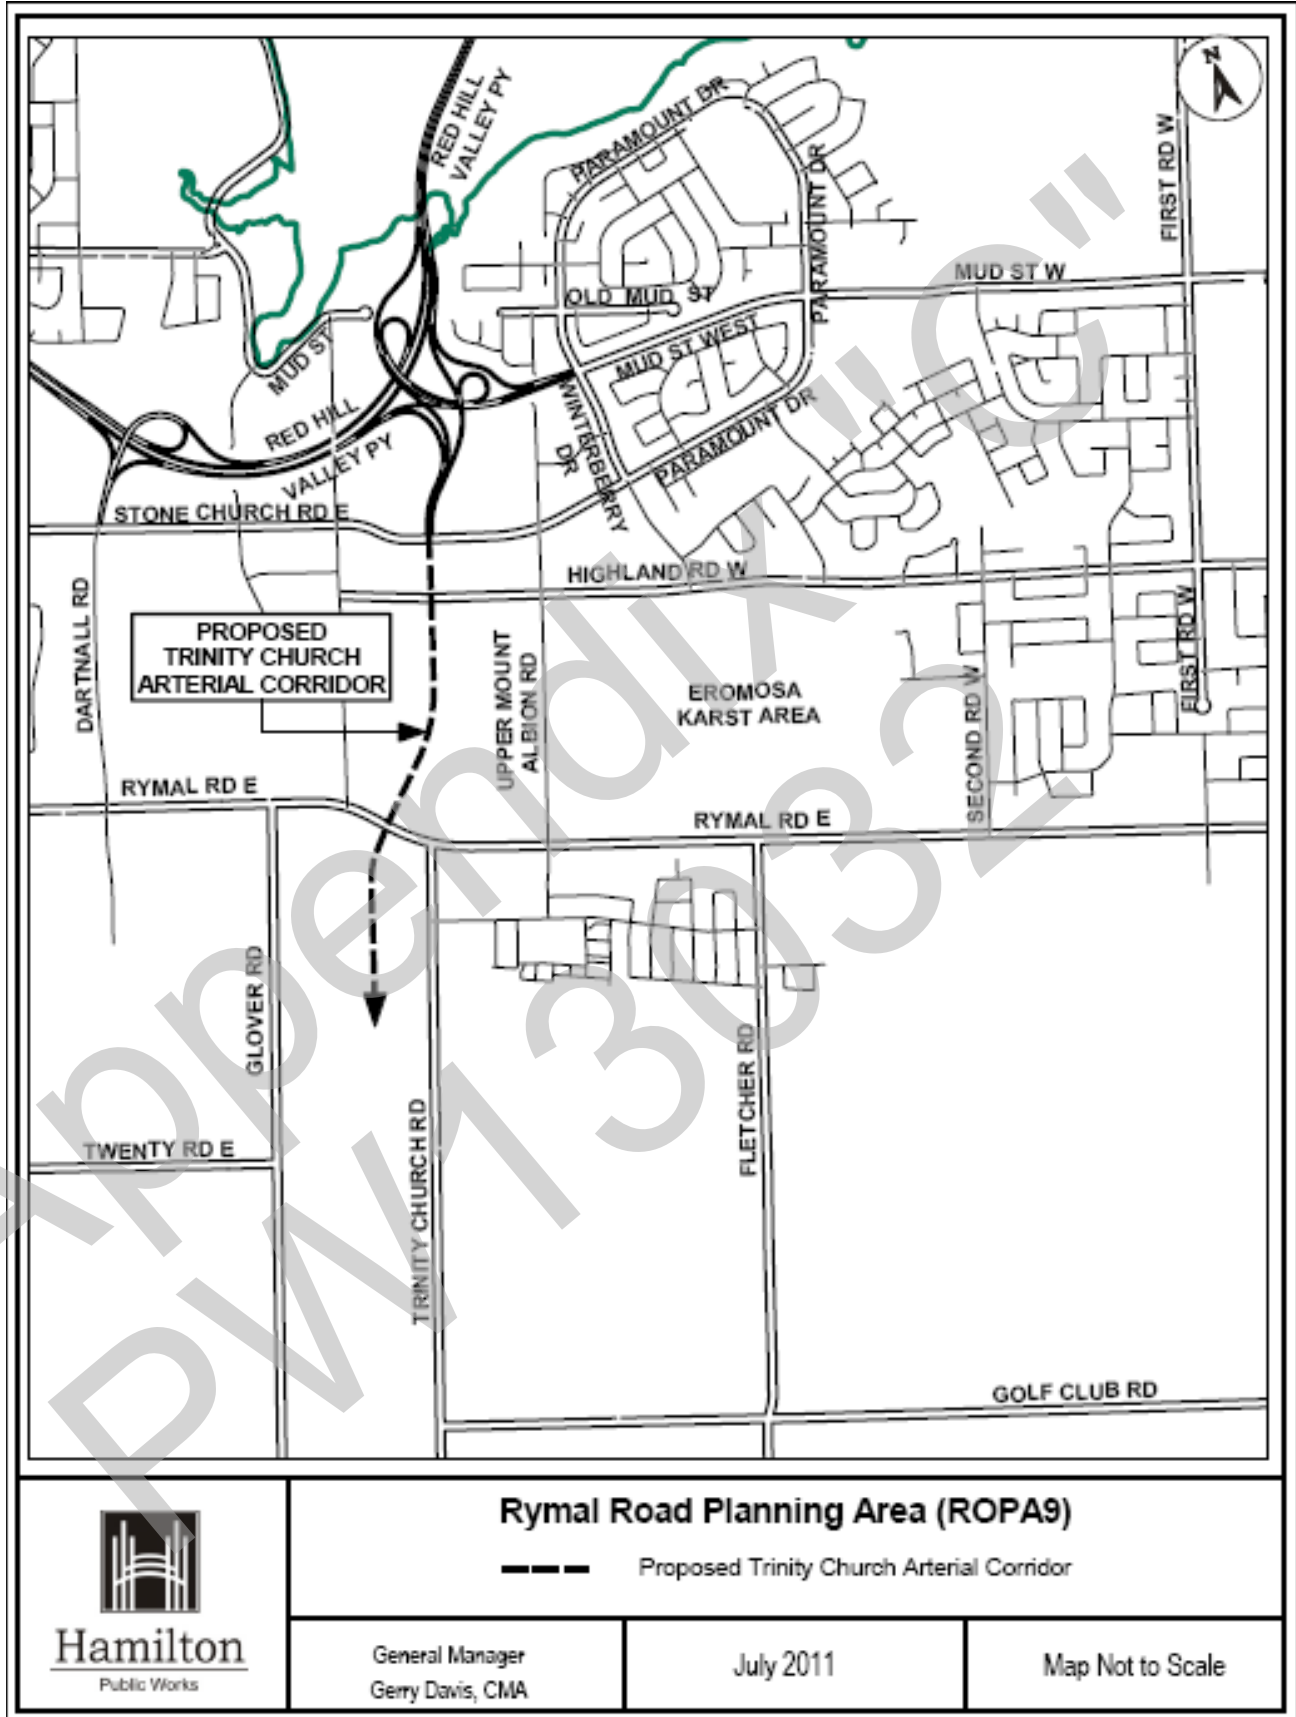 N
RED HILL
VALLEY PY
PARAMOUNT DR
PARAMOUNT DR
FIRST RD W
MUD ST W
OLD MUD ST
MUD ST WEST
MUD ST
RED HILL
VALLEY PY
WINTERBERRY
DR
PARAMOUNT DR
STONE CHURCH RD E
HIGHLAND RD W
DARTNALL RD
PROPOSED
TRINITY CHURCH
ARTERIAL CORRIDOR
UPPER MOUNT
ALBION RD
EROMOSA
KARST AREA
SECOND RD W
FIRST RD W
RYMAL RD E
RYMAL RD E
GLOVER RD
TRINITY CHURCH RD
FLETCHER RD
TWENTY RD E
GOLF CLUB RD
Appendix "C"
PW13032
Rymal Road Planning Area (ROPA9)
Proposed Trinity Church Arterial Corridor
Hamilton
Public Works
General Manager
Gerry Davis, CMA
July 2011
Map Not to Scale